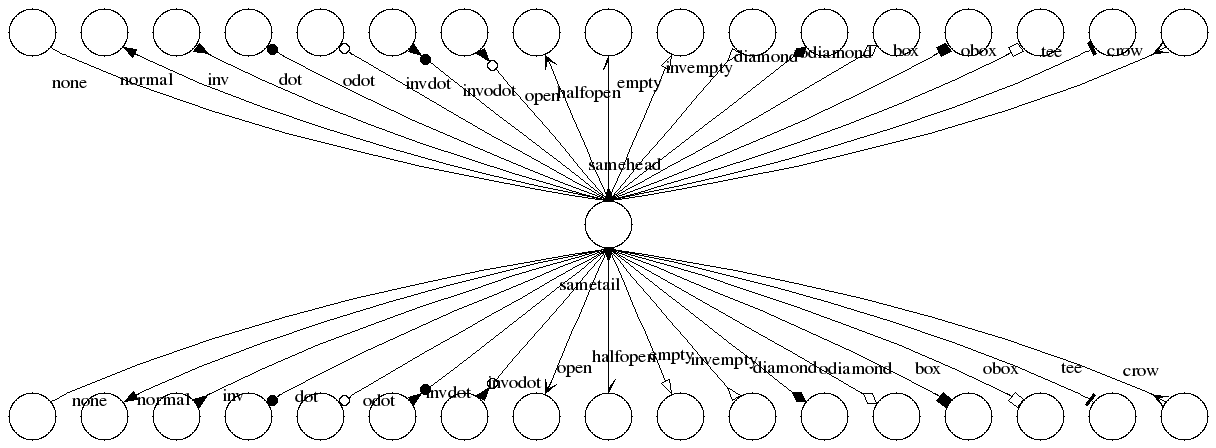 none
normal
inv
dot
odot
invdot
invodot
open
halfopen
empty
invempty
diamond
odiamond
box
obox
tee
crow
samehead
sametail
none
normal
inv
dot
odot
invdot
invodot
open
halfopen
empty
invempty
diamond
odiamond
box
obox
tee
crow